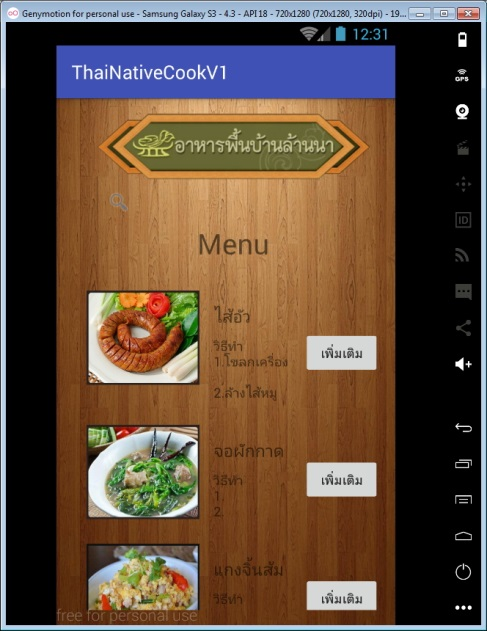 Genymotion for personal use - Samsung Galaxy S3 - 4.3 - API 18 - 720x1280 (720x1280, 320dpi) - 19...
12:31
GPS
ThaiNativeCookV1
อาหารพื้นบ้านล้านนา
ID
Menu
ไส้อั่ว
วิธีทำ
1.โขลกเครื่อง
2.ล้างไส้หมู
เพิ่มเติม
จอผักกาด
วิธีทำ
1.
2.
เพิ่มเติม
แกงจิ้นส้ม
วิธีทำ
เพิ่มเติม
free for personal use